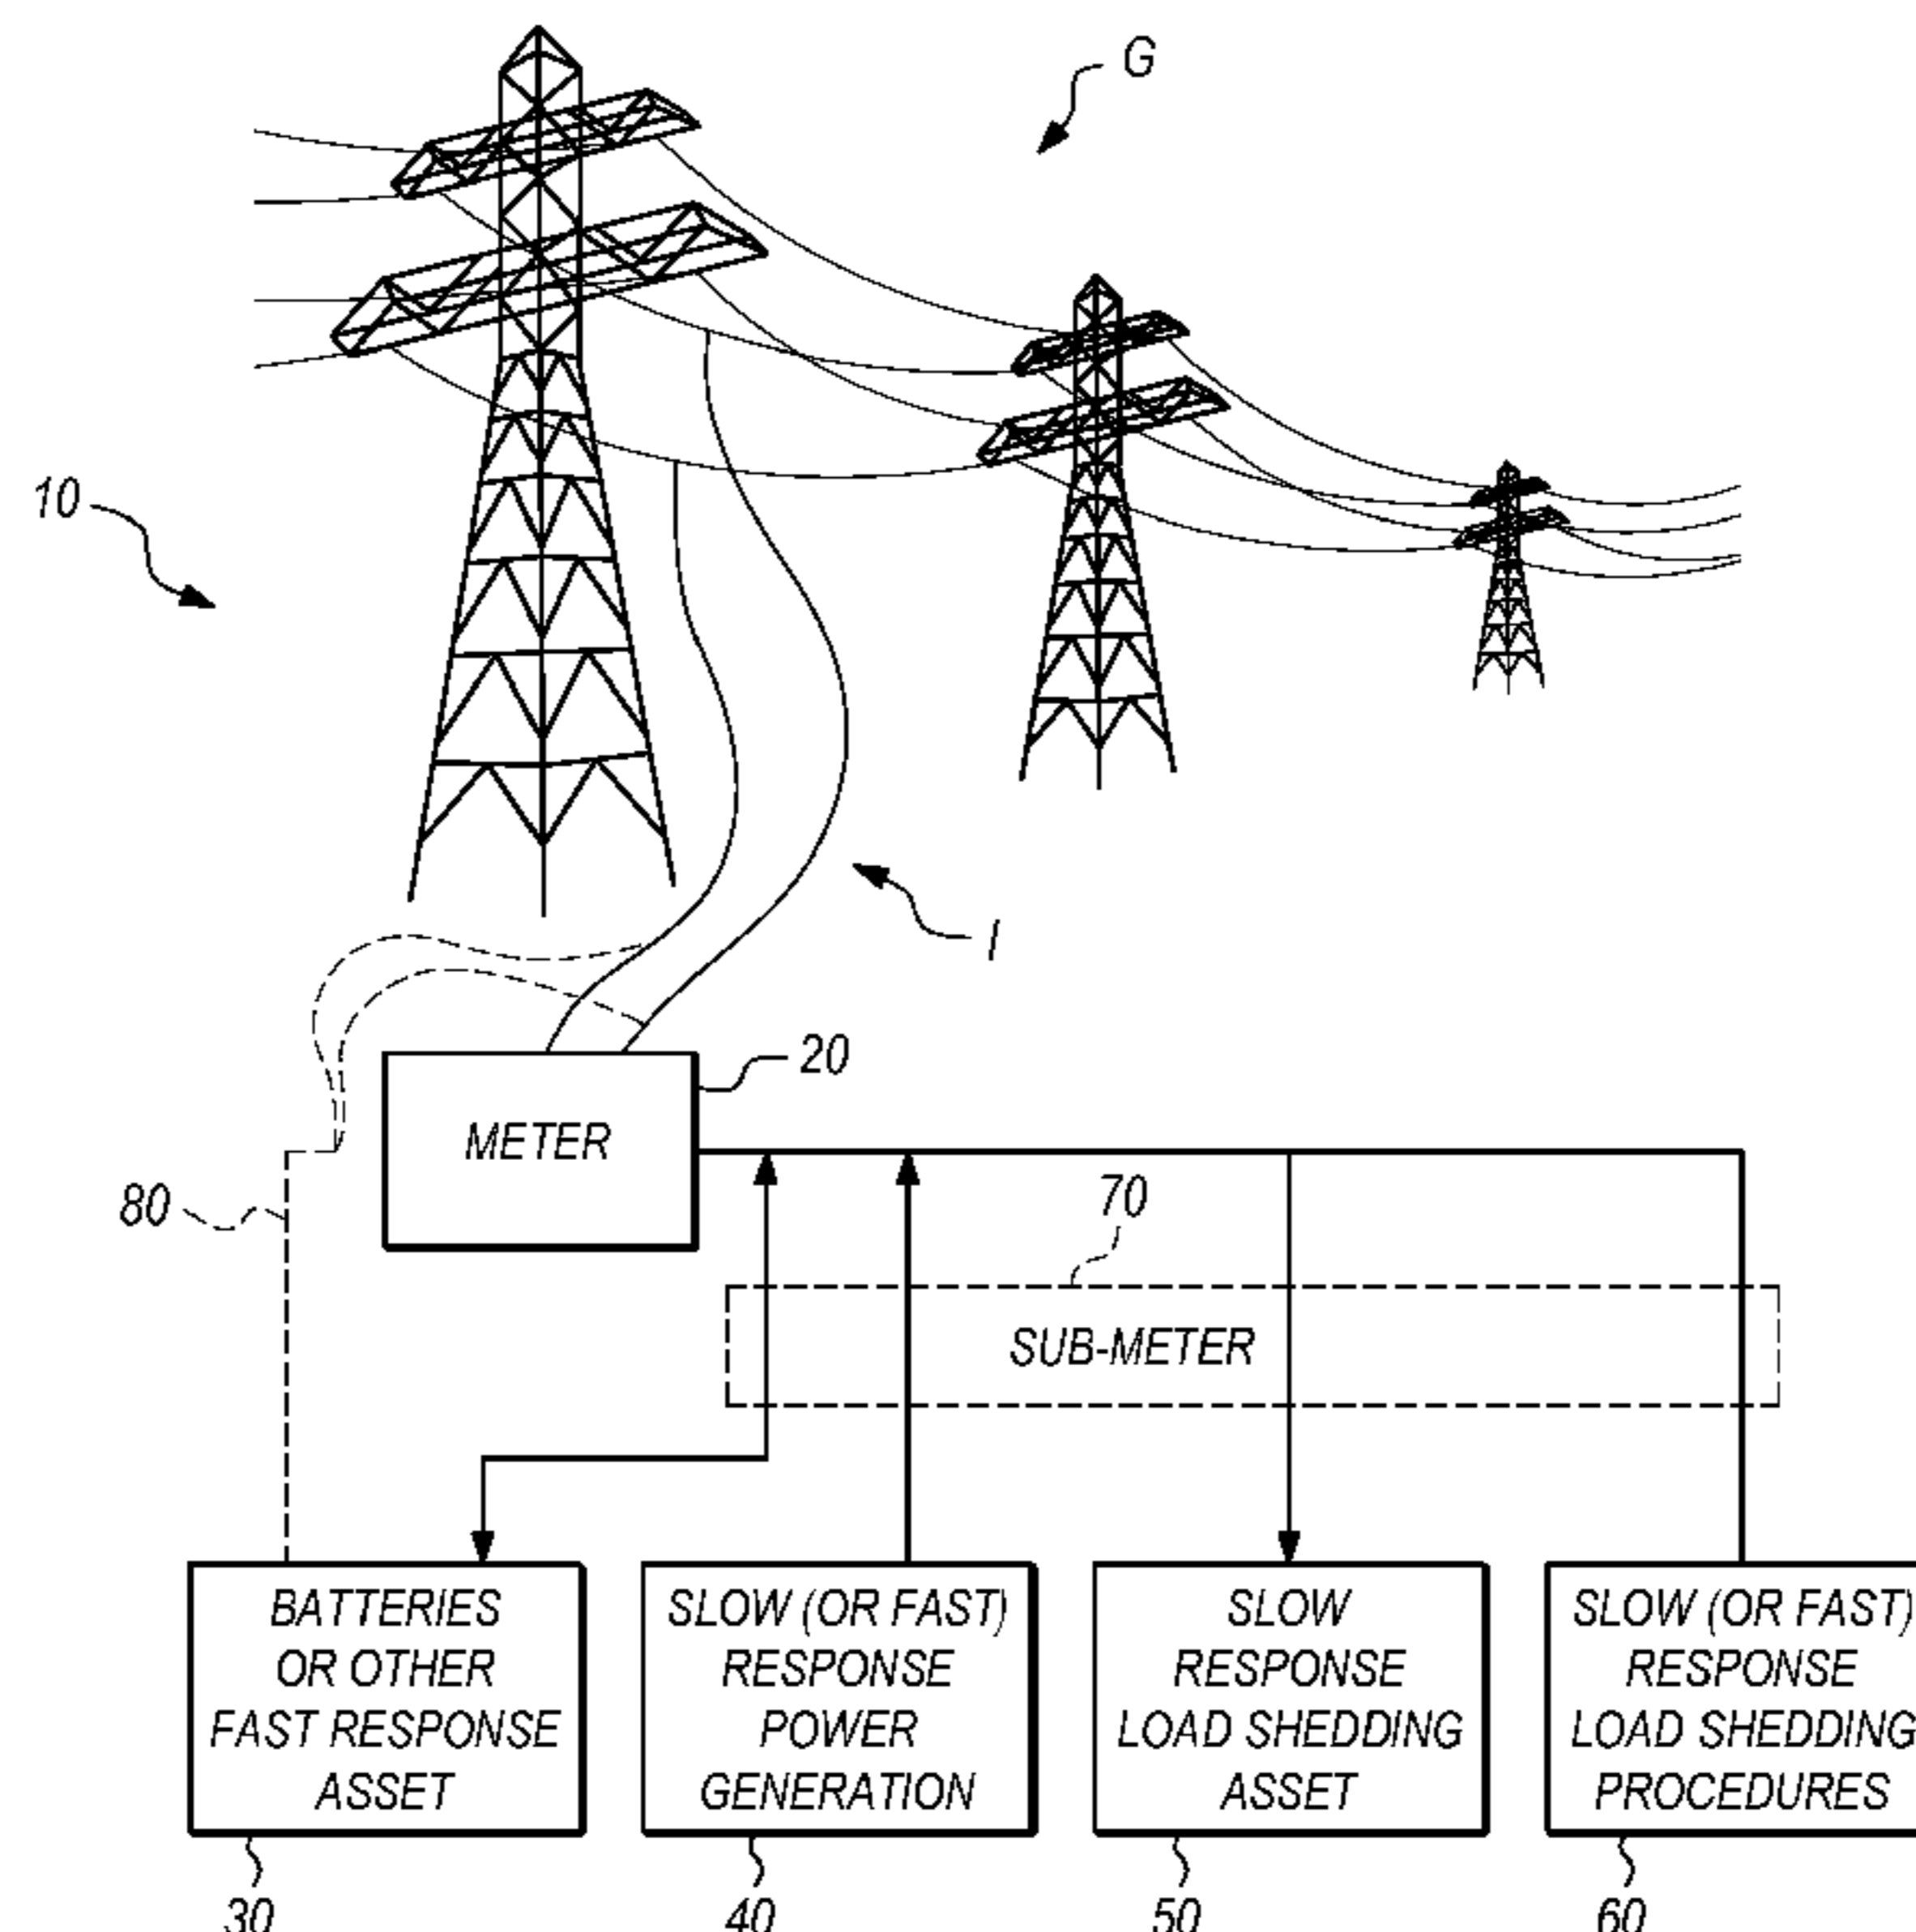 G
10
I
20
METER
80
70
SUB-METER
BATTERIES
OR OTHER
FAST RESPONSE
ASSET
SLOW (OR FAST)
RESPONSE
POWER
GENERATION
SLOW
RESPONSE
LOAD SHEDDING
ASSET
SLOW (OR FAST)
RESPONSE
LOAD SHEDDING
PROCEDURES
30
40
50
60